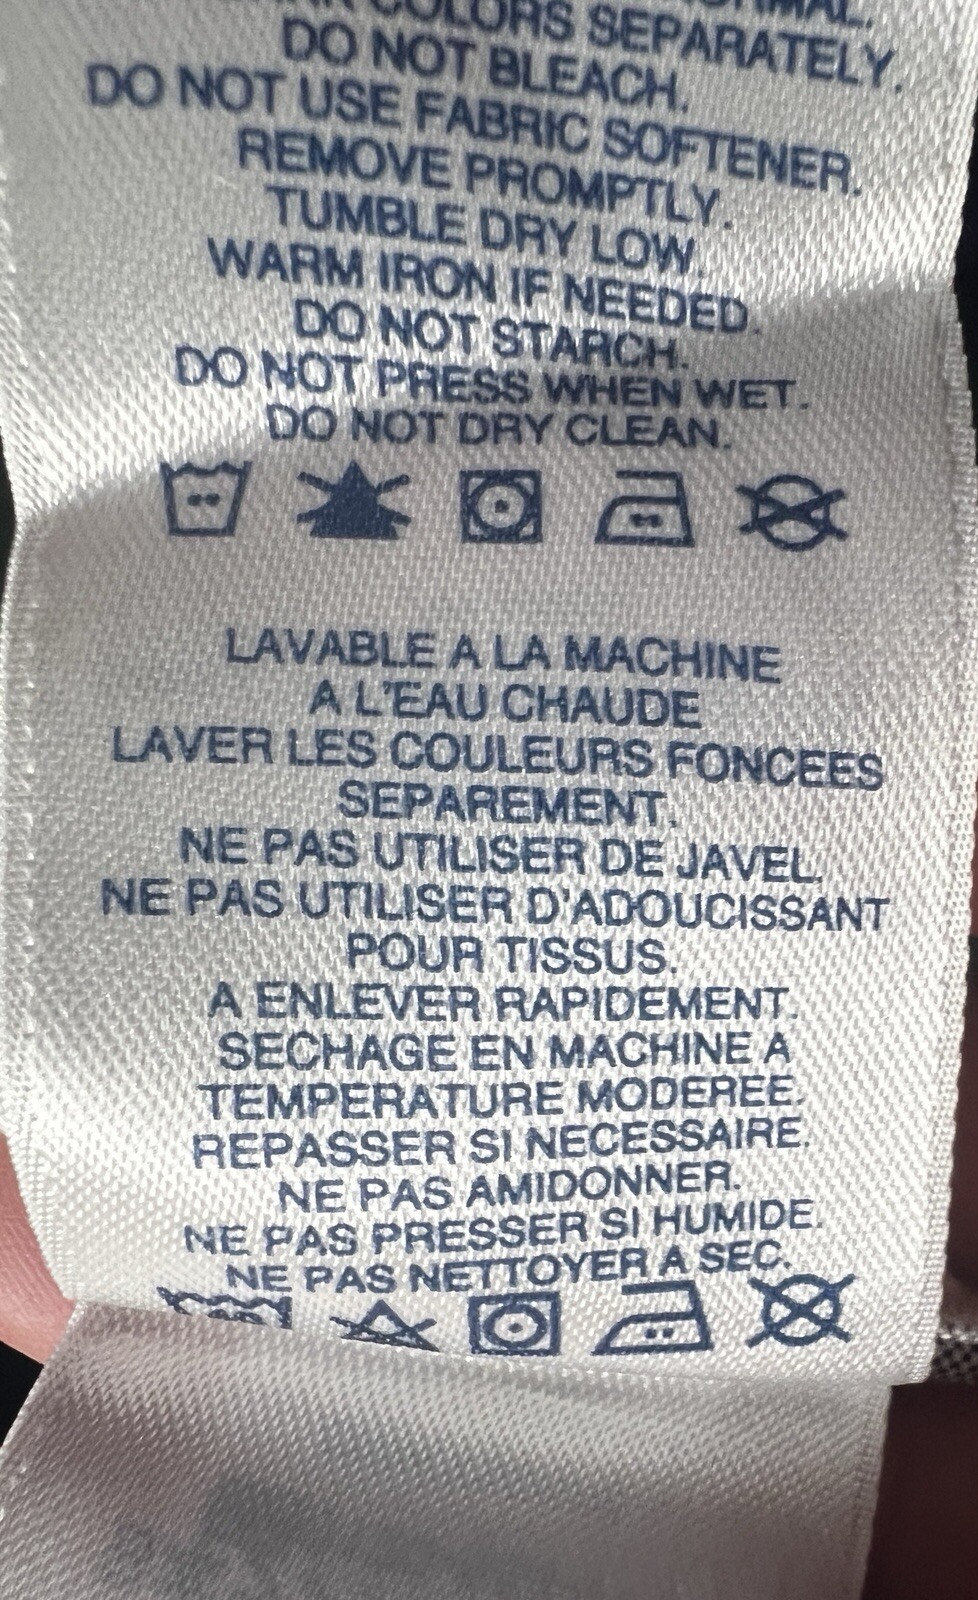 COLORS SEPARATELY.
DO NOT BLEACH.
DO NOT USE FABRIC SOFTENER.
REMOVE PROMPTLY.
TUMBLE DRY LOW.
WARM IRON IF NEEDED.
DO NOT STARCH.
DO NOT PRESS WHEN WET.
DO NOT DRY CLEAN.
LAVABLE A LA MACHINE
A L'EAU CHAUDE
LAVER LES COULEURS FONCEES
SEPAREMENT.
NE PAS UTILISER DE JAVEL.
NE PAS UTILISER D'ADOUCISSANT
POUR TISSUS.
A ENLEVER RAPIDEMENT.
SECHAGE EN MACHINE A
TEMPERATURE MODEREE.
REPASSER SI NECESSAIRE.
NE PAS AMIDONNER.
NE PAS PRESSER SI HUMIDE.
NE PAS NETTOYER A SEC.